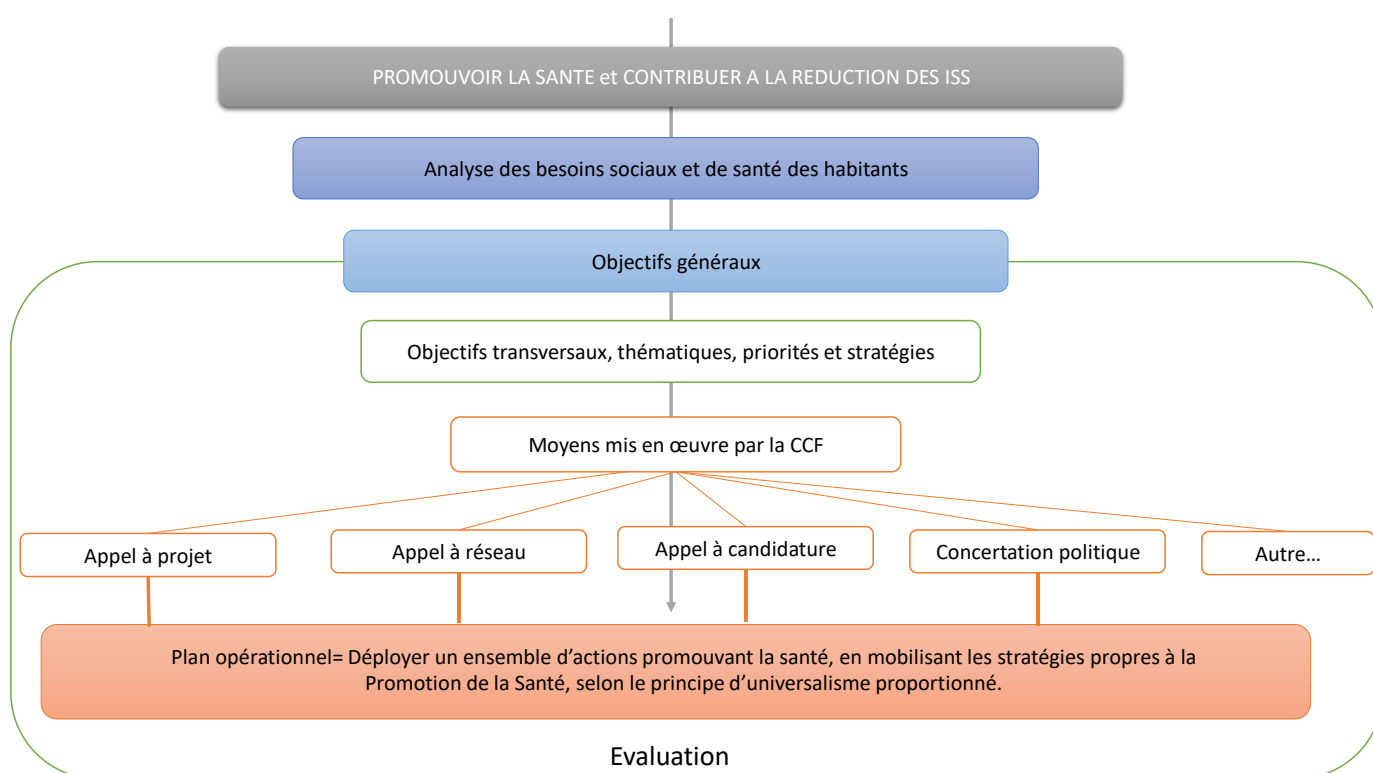 PROMOUVOIR LA SANTE et CONTRIBUER A LA REDUCTION DES ISS
Analyse des besoins sociaux et de santé des habitants
Objectifs généraux
Objectifs transversaux, thématiques, priorités et stratégies
Moyens mis en œuvre par la CCF
Appel à projet
Appel à réseau
Appel à candidature
Concertation politique
Autre…
Plan opérationnel= Déployer un ensemble d’actions promouvant la santé, en mobilisant les stratégies propres à la
Promotion de la Santé, selon le principe d’universalisme proportionné.
Evaluation